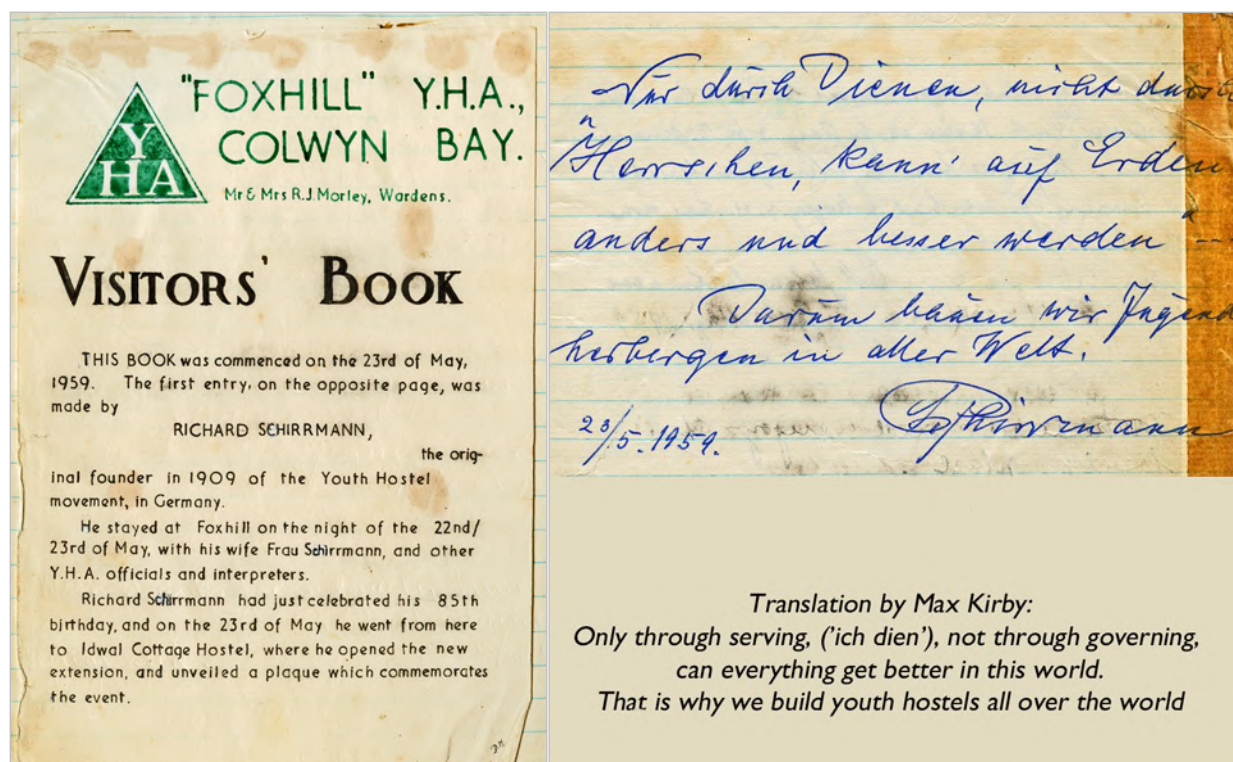 "FOXHILL" Y.H.A.,
COLWYN BAY.
Y
HA
Mr & Mrs R.J. Morley, Wardens.
VISITORS' BOOK
THIS BOOK was commenced on the 23rd of May,
1959. The first entry, on the opposite page, was
made by
RICHARD SCHIRRMANN,
the orig-
inal founder in 1909 of the Youth Hostel
movement, in Germany.
He stayed at Foxhill on the night of the 22nd/
23rd of May, with his wife Frau Schirrmann, and other
Y.H.A. officials and interpreters.
Richard Schirrmann had just celebrated his 85th
birthday, and on the 23rd of May he went from here
to Idwal Cottage Hostel, where he opened the new
extension, and unveiled a plaque which commemorates
the event.
Nur durch Dienen, nicht durch
Herrschen, kann auf Erden
anders und besser werden" --
Darum bauen wir Jugend
herbergen in aller Welt.
23/5.1959. Schirrmann
Translation by Max Kirby:
Only through serving, ('ich dien'), not through governing,
can everything get better in this world.
That is why we build youth hostels all over the world